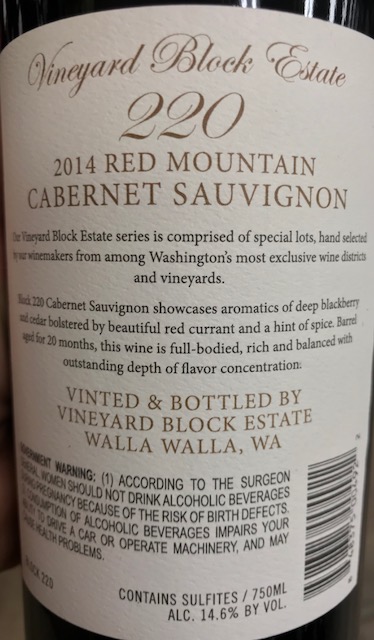 Vineyard Block Estate
220
2014 RED MOUNTAIN
CABERNET SAUVIGNON
Vineyard Block Estate series is comprised of special lots, hand selected
our winemakers from among Washington's most exclusive wine districts
and vineyards.
Block 220 Cabernet Sauvignon showcases aromatics of deep blackberry
and cedar bolstered by beautiful red currant and a hint of spice. Barrel
aged for 20 months, this wine is full-bodied, rich and balanced with
outstanding depth of flavor concentration.
VINTED & BOTTLED BY
VINEYARD BLOCK ESTATE
WALLA WALLA, WA
GOVERNMENT WARNING: (1) ACCORDING TO THE SURGEON
GENERAL, WOMEN SHOULD NOT DRINK ALCOHOLIC BEVERAGES
DURING PREGNANCY BECAUSE OF THE RISK OF BIRTH DEFECTS.
CONSUMPTION OF ALCOHOLIC BEVERAGES IMPAIRS YOUR
TO DRIVE A CAR OR OPERATE MACHINERY, AND MAY
HEALTH PROBLEMS.
BLOCK 220
CONTAINS SULFITES / 750ML
ALC. 14.6% BY VOL.